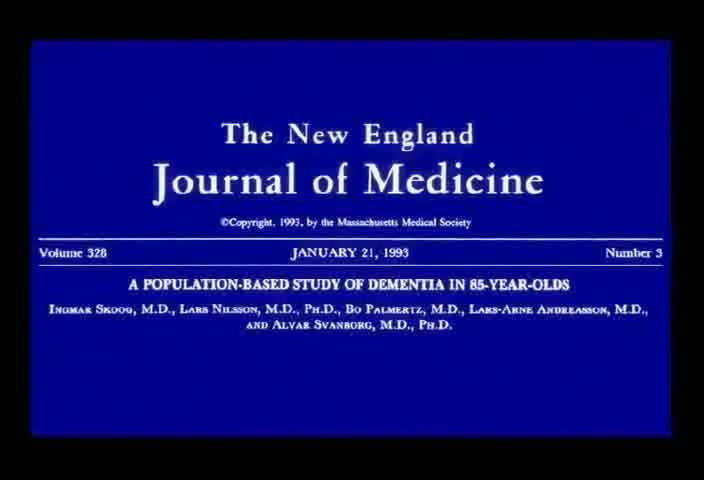 The New England
Journal of Medicine
©Copyright, 1993, by the Massachusetts Medical Society
Volume 328 JANUARY 21, 1993 Number 3
A POPULATION-BASED STUDY OF DEMENTIA IN 85-YEAR-OLDS
Ingmar Skoog, M.D., Lars Nilsson, M.D., Ph.D., Bo Palmertz, M.D., Lars-Arne Andreasson, M.D.,
and Alvar Svanborg, M.D., Ph.D.